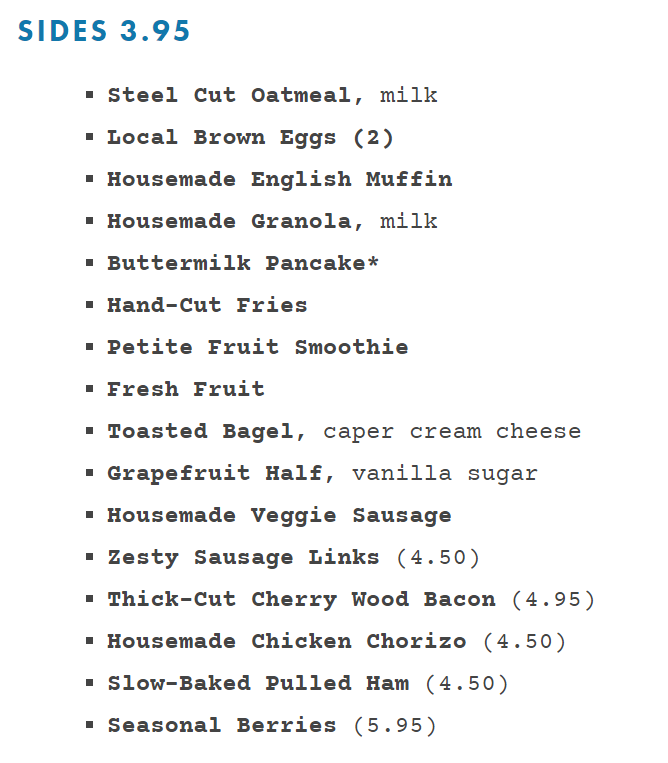 SIDES 3.95
▪ Steel Cut Oatmeal, milk
▪ Local Brown Eggs (2)
▪ Housemade English Muffin
▪ Housemade Granola, milk
▪ Buttermilk Pancake*
▪ Hand-Cut Fries
▪ Petite Fruit Smoothie
▪ Fresh Fruit
▪ Toasted Bagel, caper cream cheese
▪ Grapefruit Half, vanilla sugar
▪ Housemade Veggie Sausage
▪ Zesty Sausage Links (4.50)
▪ Thick-Cut Cherry Wood Bacon (4.95)
▪ Housemade Chicken Chorizo (4.50)
▪ Slow-Baked Pulled Ham (4.50)
▪ Seasonal Berries (5.95)